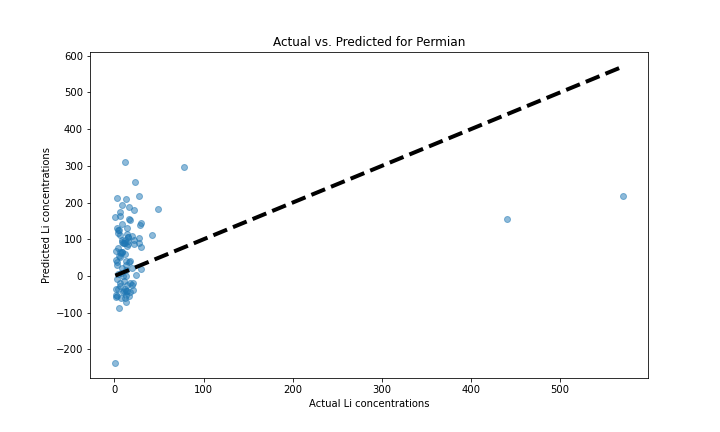 Actual vs. Predicted for Permian
600
500
400
300
200
100
0
−100
−200
Predicted Li concentrations
0 100 200 300 400 500
Actual Li concentrations